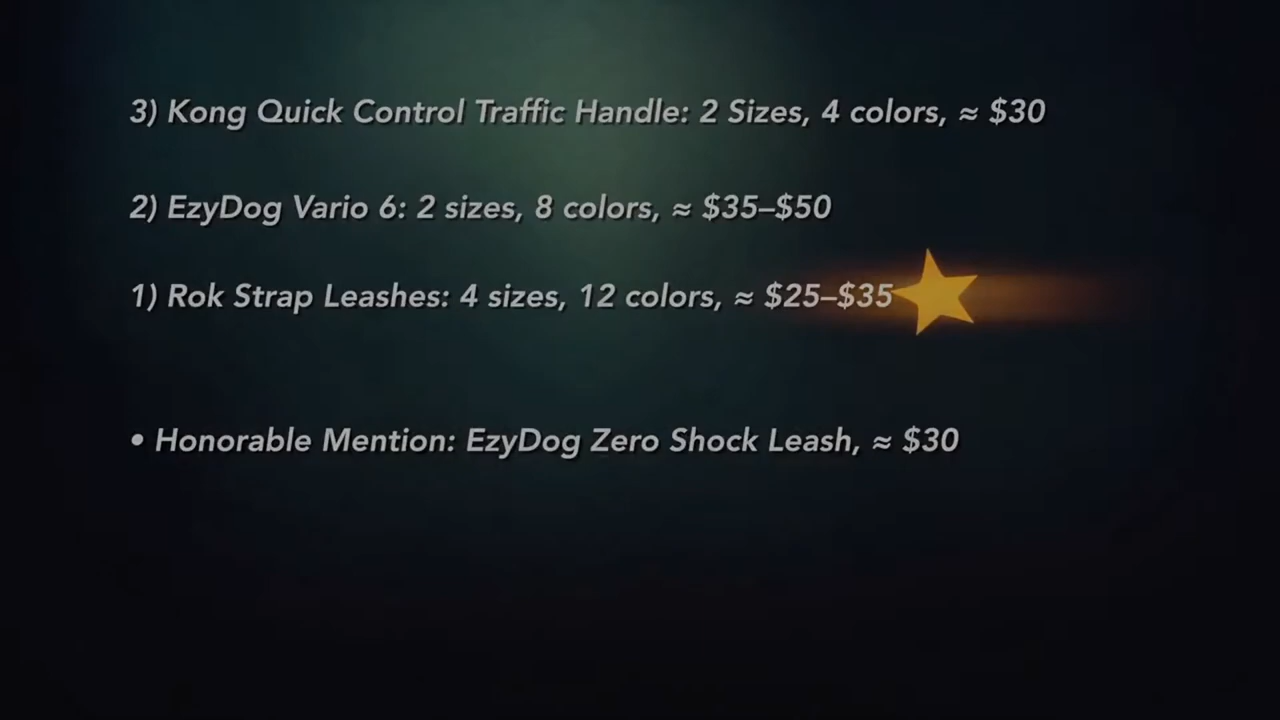 3) Kong Quick Control Traffic Handle: 2 Sizes, 4 colors, ≈ $30
2) EzyDog Vario 6: 2 sizes, 8 colors, ≈ $35–$50
1) Rok Strap Leashes: 4 sizes, 12 colors, ≈ $25–$35
• Honorable Mention: EzyDog Zero Shock Leash, ≈ $30